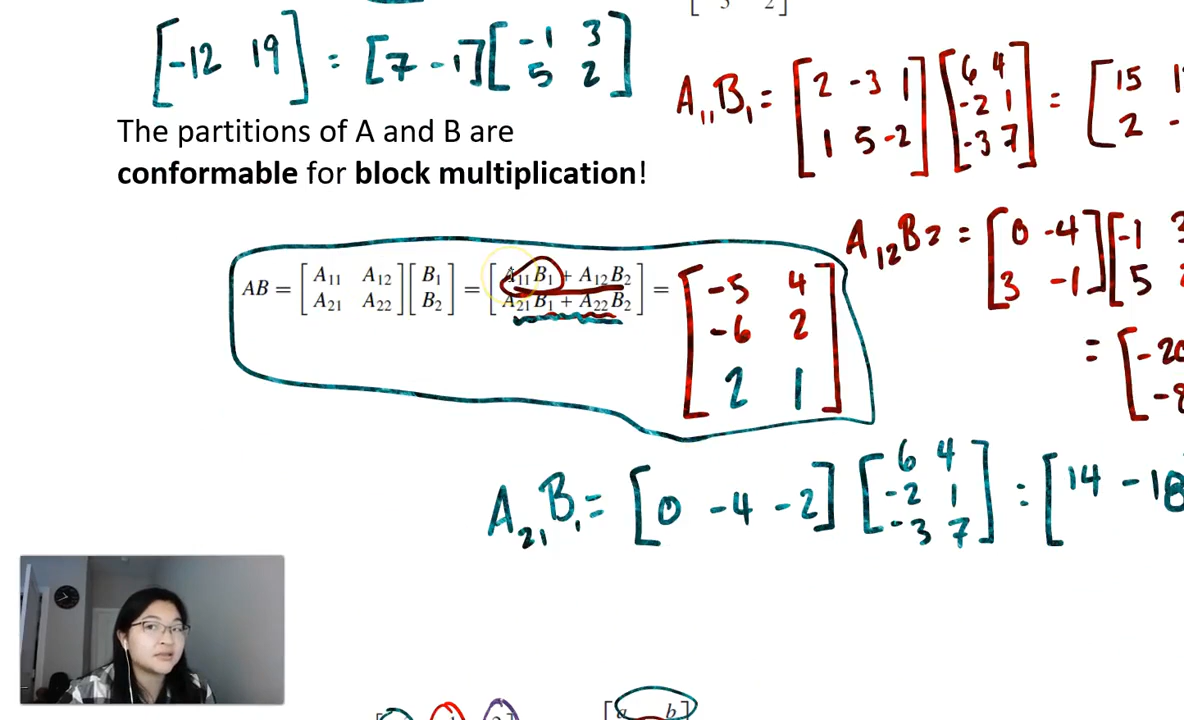 [-12 19] = [7 -1][-1 3
5 2]
The partitions of A and B are
conformable for block multiplication!
A₁₁B₁ = [2 -3 1
1 5 -2] [6 4
-2 1
-3 7] = [15
2
A₁₂B₂ = [0 -4
3 -1] [-1
5
= [-20
-8
AB = [A₁₁ A₁₂
A₂₁ A₂₂] [B₁
B₂] = [A₁₁B₁ + A₁₂B₂
A₂₁B₁ + A₂₂B₂] = [-5 4
-6 2
2 1]
A₂₁B₁ = [0 -4 -2] [6 4
-2 1
-3 7] = [14 -18